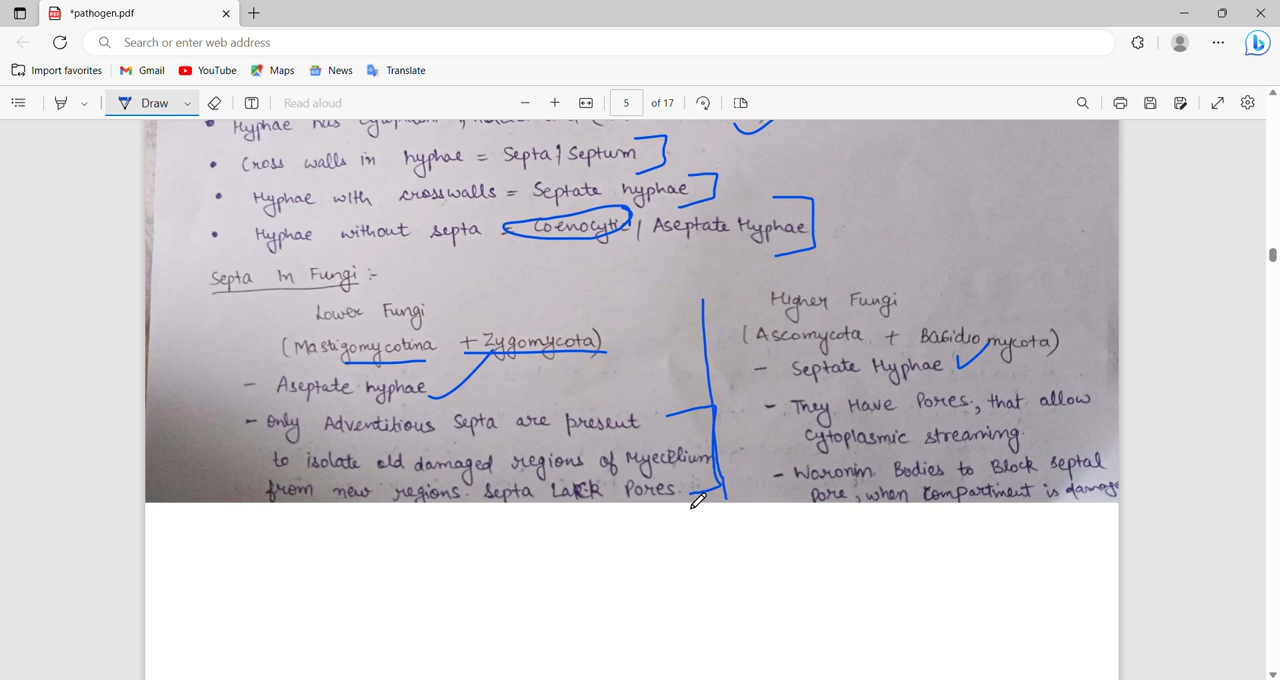 *pathogen.pdf
Search or enter web address
Import favorites Gmail YouTube Maps News Translate
Draw Read aloud 5 of 17
Hyphae has
• Cross walls in hyphae = Septa / Septum
• Hyphae with crosswalls = Septate hyphae
• Hyphae without septa = Coenocytic / Aseptate Hyphae
Septa In Fungi :-
Lower Fungi
(Mastigomycotina + Zygomycota)
- Aseptate hyphae
- Only Adventitious Septa are present
to isolate old damaged regions of Mycelium
from new regions. Septa Lack Pores.
Higher Fungi
(Ascomycota + Basidiomycota)
- Septate Hyphae
- They Have Pores, that allow
cytoplasmic streaming.
- Woronin Bodies to Block septal
pore, when compartment is damage